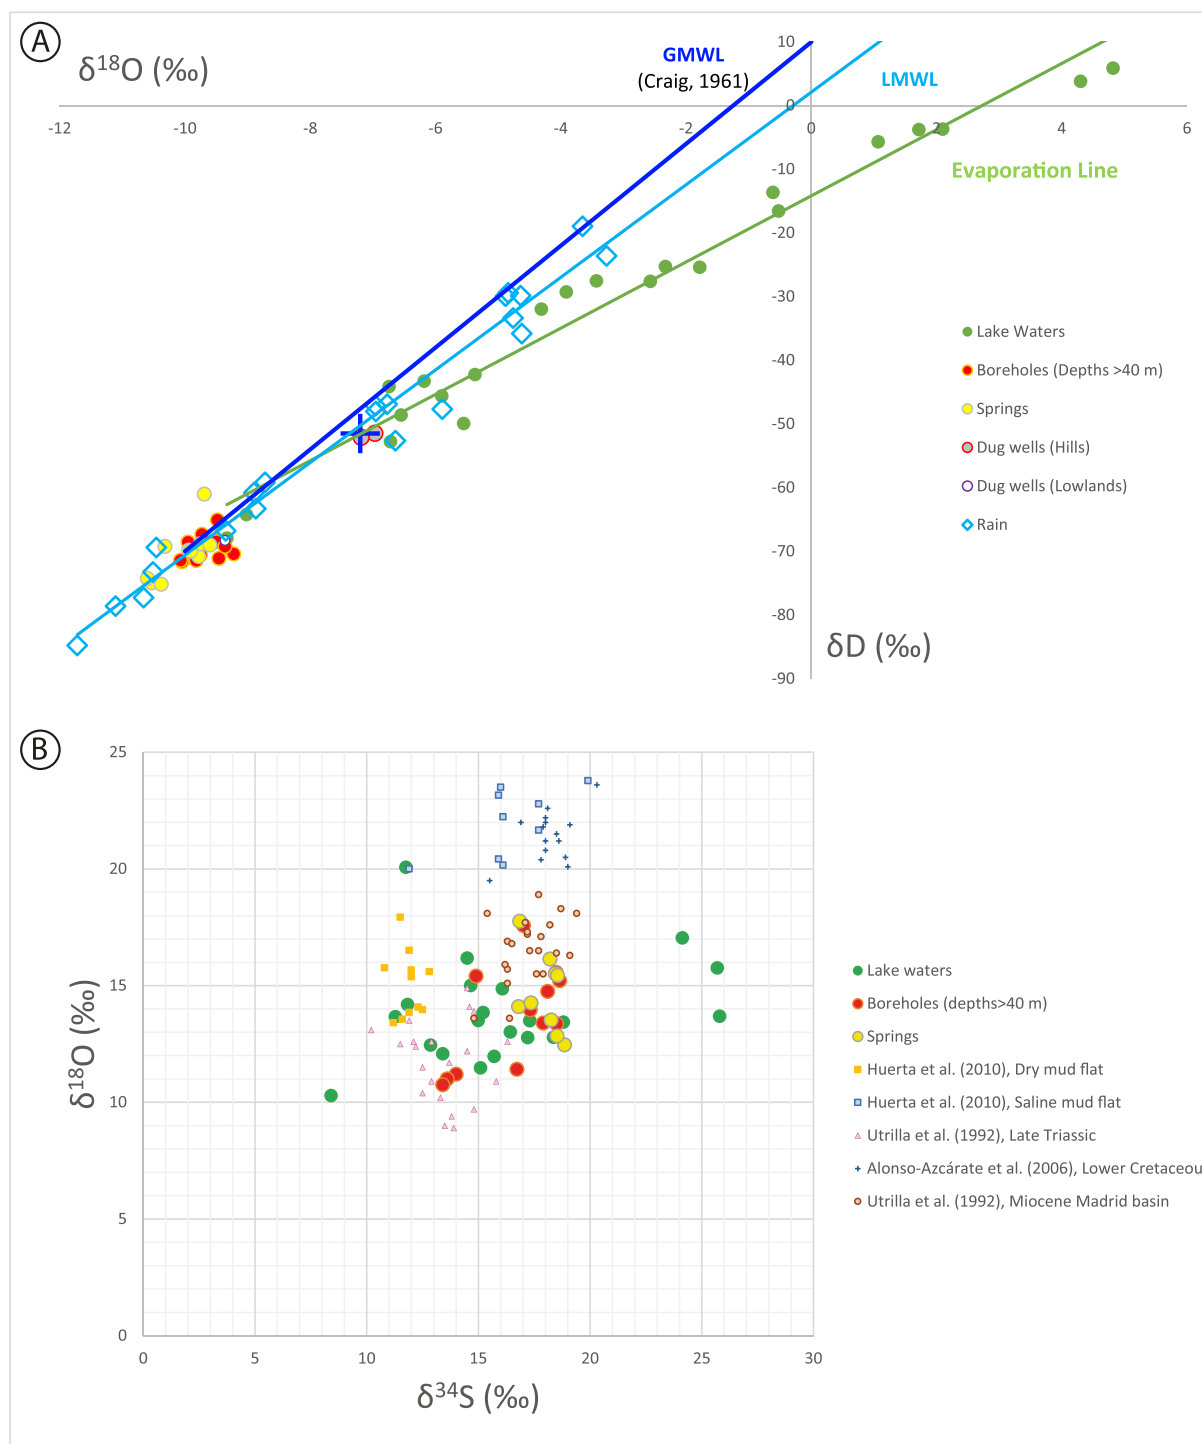 A
δ18O (‰)
GMWL
(Craig, 1961)
LMWL
10
0
-12 -10 -8 -6 -4 -2 0 2 4 6
-10
Evaporation Line
-20
-30
Lake Waters
-40
Boreholes (Depths >40 m)
Springs
-50
Dug wells (Hills)
Dug wells (Lowlands)
-60
Rain
-70
-80
δD (‰)
-90
B
25
20
15
10
5
0
δ18O (‰)
0 5 10 15 20 25 30
δ34S (‰)
Lake waters
Boreholes (depths>40 m)
Springs
Huerta et al. (2010), Dry mud flat
Huerta et al. (2010), Saline mud flat
Utrilla et al. (1992), Late Triassic
Alonso-Azcárate et al. (2006), Lower Cretaceou
Utrilla et al. (1992), Miocene Madrid basin